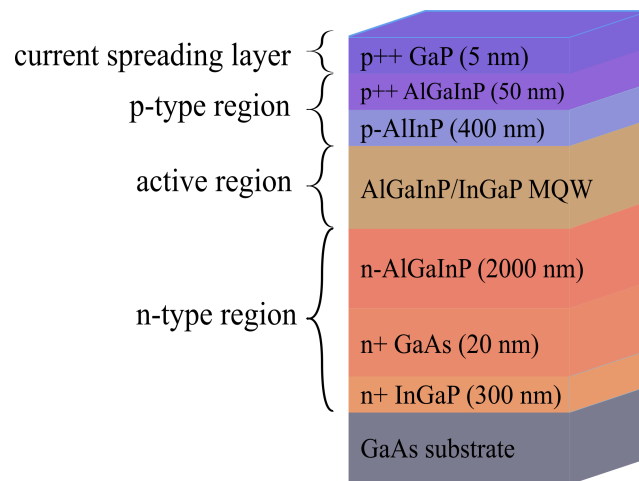 current spreading layer
p++ GaP (5 nm)
p-type region
p++ AlGaInP (50 nm)
p-AlInP (400 nm)
active region
AlGaInP/InGaP MQW
n-type region
n-AlGaInP (2000 nm)
n+ GaAs (20 nm)
n+ InGaP (300 nm)
GaAs substrate